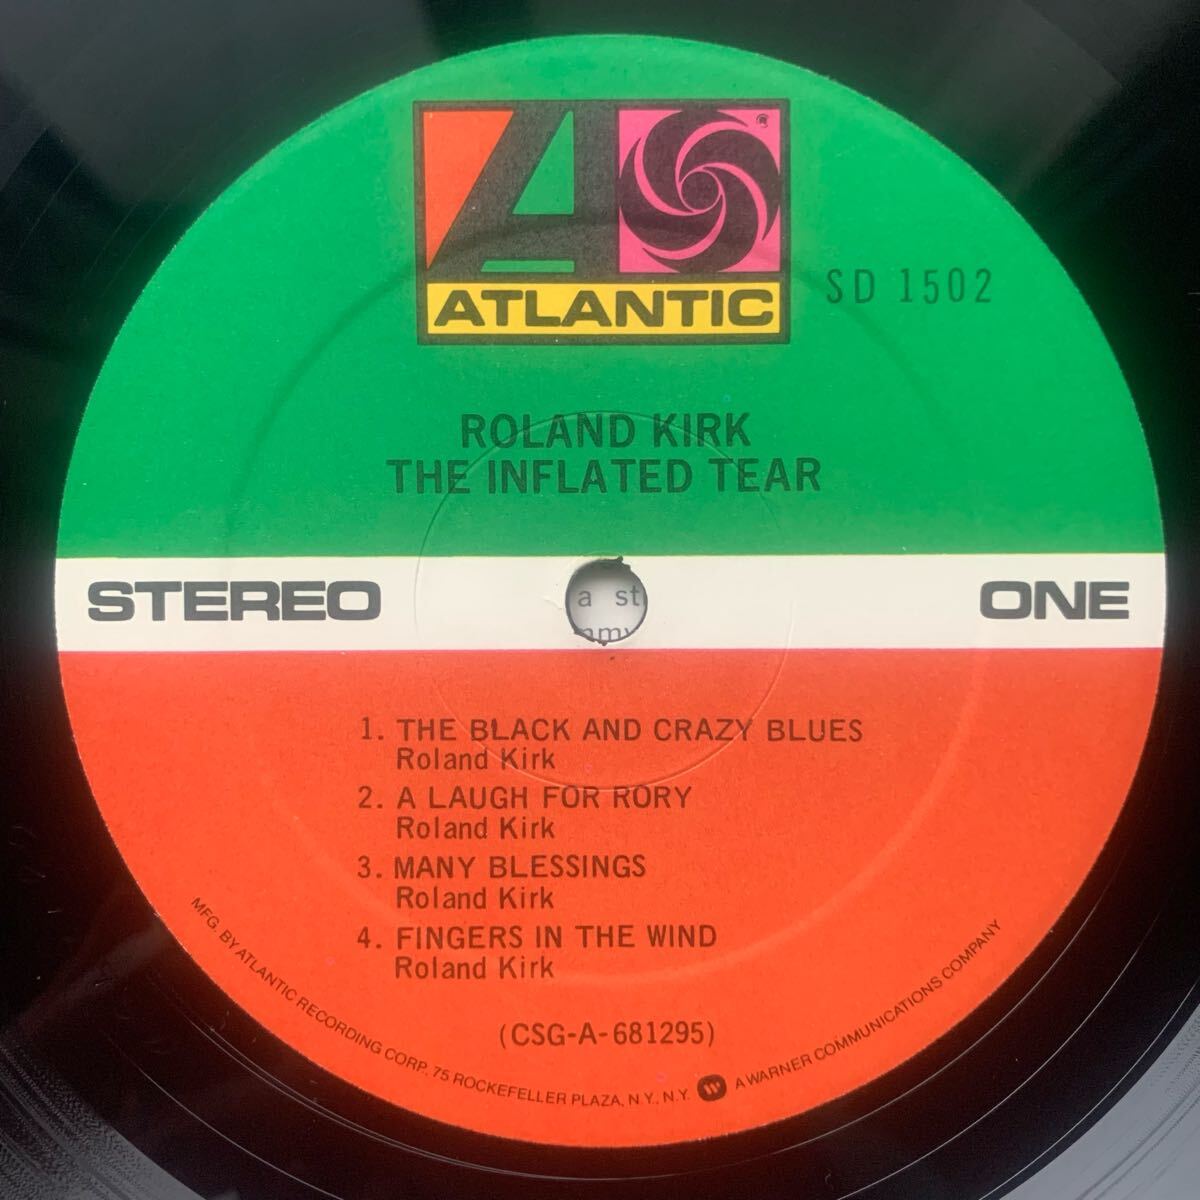 ATLANTIC
SD 1502
ROLAND KIRK
THE INFLATED TEAR
STEREO
ONE
a st
1. THE BLACK AND CRAZY BLUES
Roland Kirk
2. A LAUGH FOR RORY
Roland Kirk
3. MANY BLESSINGS
Roland Kirk
4. FINGERS IN THE WIND
Roland Kirk
(CSG-A-681295)
MFG. BY ATLANTIC RECORDING CORP., 75 ROCKEFELLER PLAZA, N.Y., N.Y. A WARNER COMMUNICATIONS COMPANY